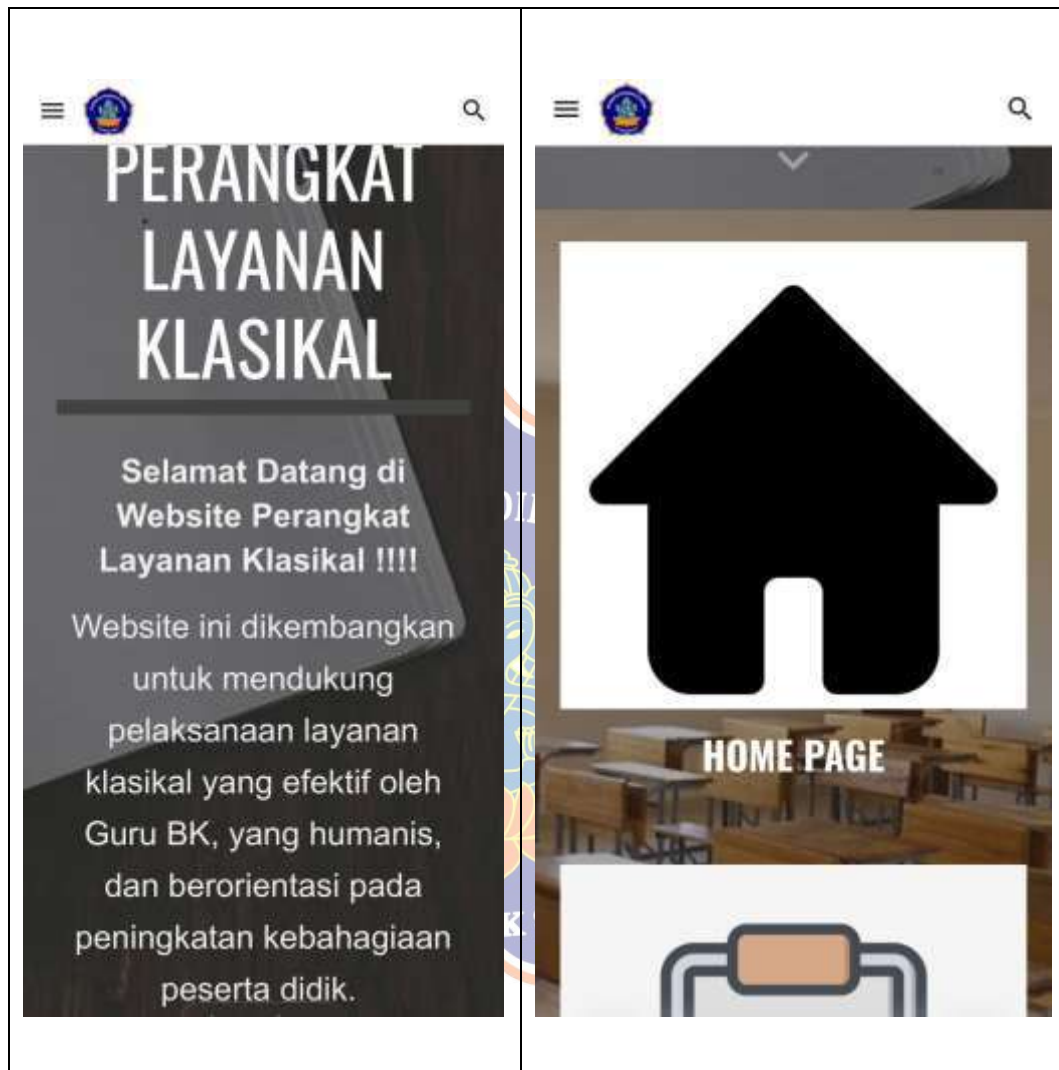 PERANGKAT
LAYANAN
KLASIKAL
Selamat Datang di
Website Perangkat
Layanan Klasikal !!!!
Website ini dikembangkan
untuk mendukung
pelaksanaan layanan
klasikal yang efektif oleh
Guru BK, yang humanis,
dan berorientasi pada
peningkatan kebahagiaan
peserta didik.
HOME PAGE